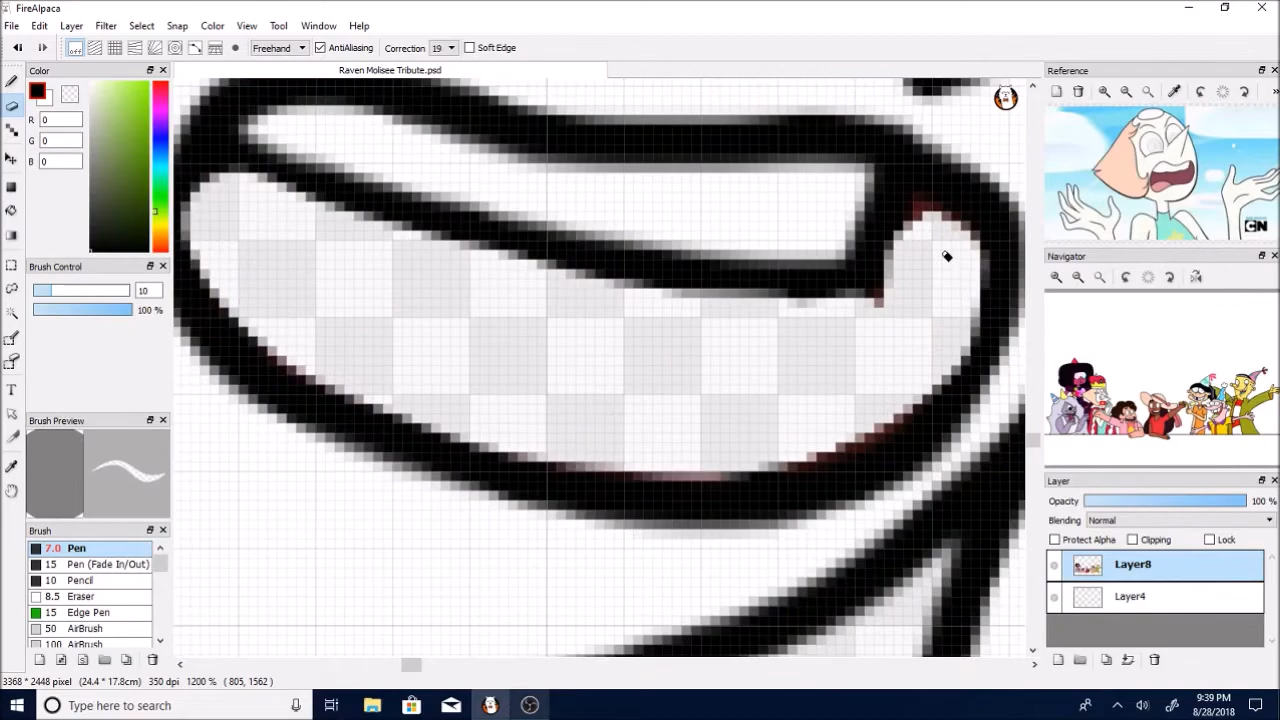 FireAlpaca
File Edit Layer Filter Select Snap Color View Tool Window Help
off Freehand AntiAliasing Correction 19 Soft Edge
Color
Raven Molisee Tribute.psd
Reference
R 0
G 0
B 0
CN
Brush Control
10
100 %
Navigator
Brush Preview
Layer
Opacity 100 %
Blending Normal
Protect Alpha Clipping Lock
Layer8
Layer4
Brush
7.0 Pen
15 Pen (Fade In/Out)
10 Pencil
8.5 Eraser
15 Edge Pen
50 AirBrush
100 AirBrush
3368 * 2448 pixel (24.4 * 17.8cm) 350 dpi 1200 % ( 805, 1562 )
Type here to search
9:39 PM
8/28/2018